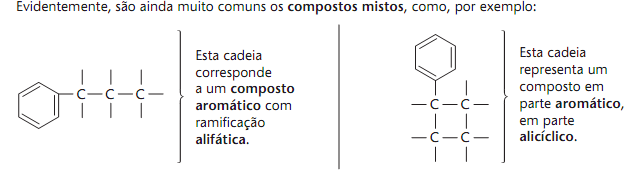 Evidentemente, são ainda muito comuns os compostos mistos, como, por exemplo:
Esta cadeia
corresponde
a um composto
aromático com
ramificação
alifática.
C — C — C —
Esta cadeia
representa um
composto em
parte aromático,
em parte
alicíclico.
— C — C —
— C — C —